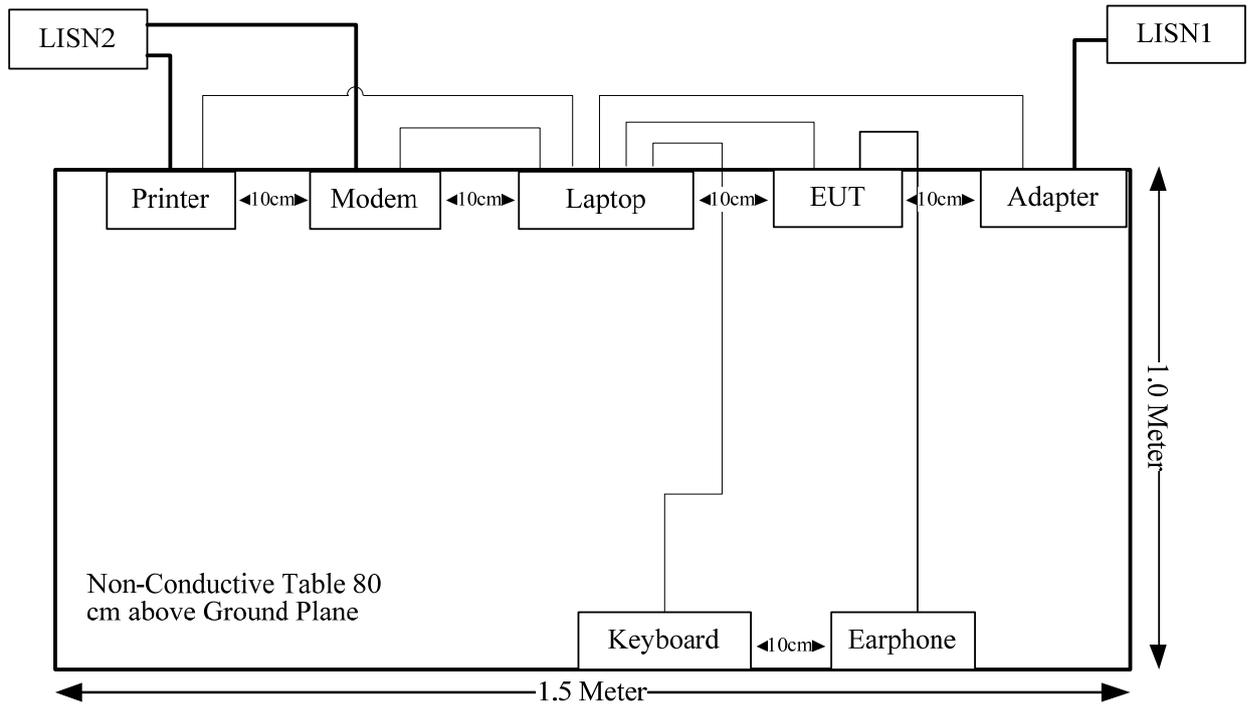 LISN2
LISN1
Printer
10cm
Modem
10cm
Laptop
10cm
EUT
10cm
Adapter
1.0 Meter
Non-Conductive Table 80
cm above Ground Plane
Keyboard
10cm
Earphone
1.5 Meter